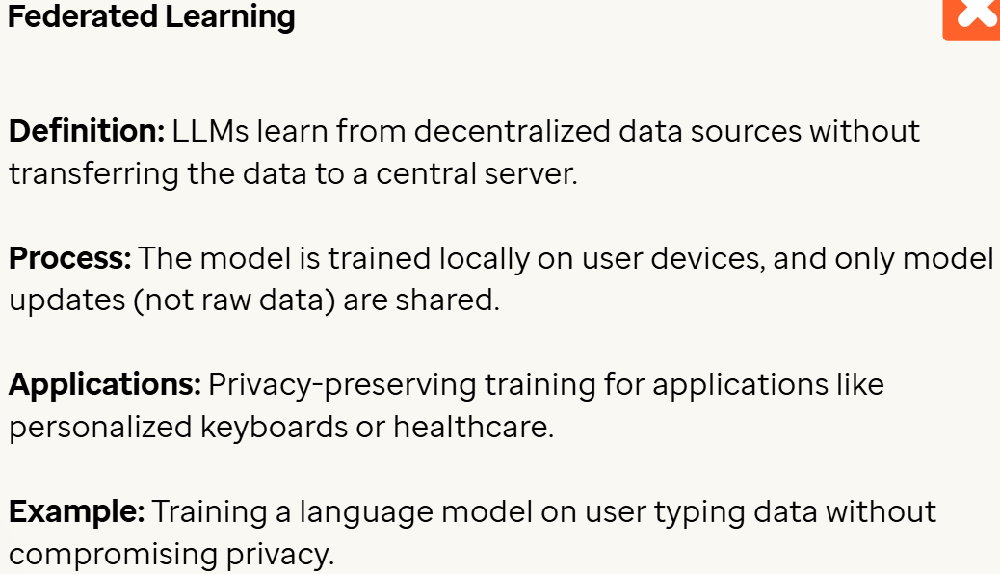 Federated Learning
Definition: LLMs learn from decentralized data sources without
transferring the data to a central server.
Process: The model is trained locally on user devices, and only model
updates (not raw data) are shared.
Applications: Privacy-preserving training for applications like
personalized keyboards or healthcare.
Example: Training a language model on user typing data without
compromising privacy.